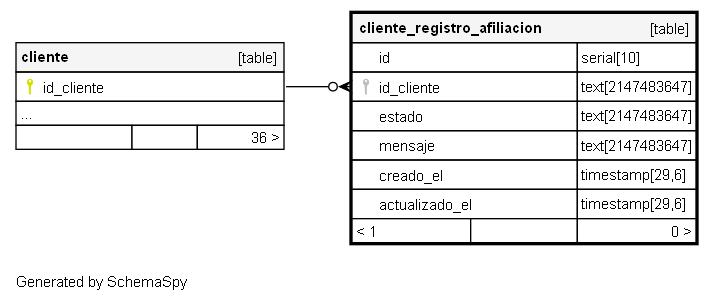 cliente [table]
id_cliente
...
36 >
cliente_registro_afiliacion [table]
id serial[10]
id_cliente text[2147483647]
estado text[2147483647]
mensaje text[2147483647]
creado_el timestamp[29,6]
actualizado_el timestamp[29,6]
< 1 0 >
Generated by SchemaSpy